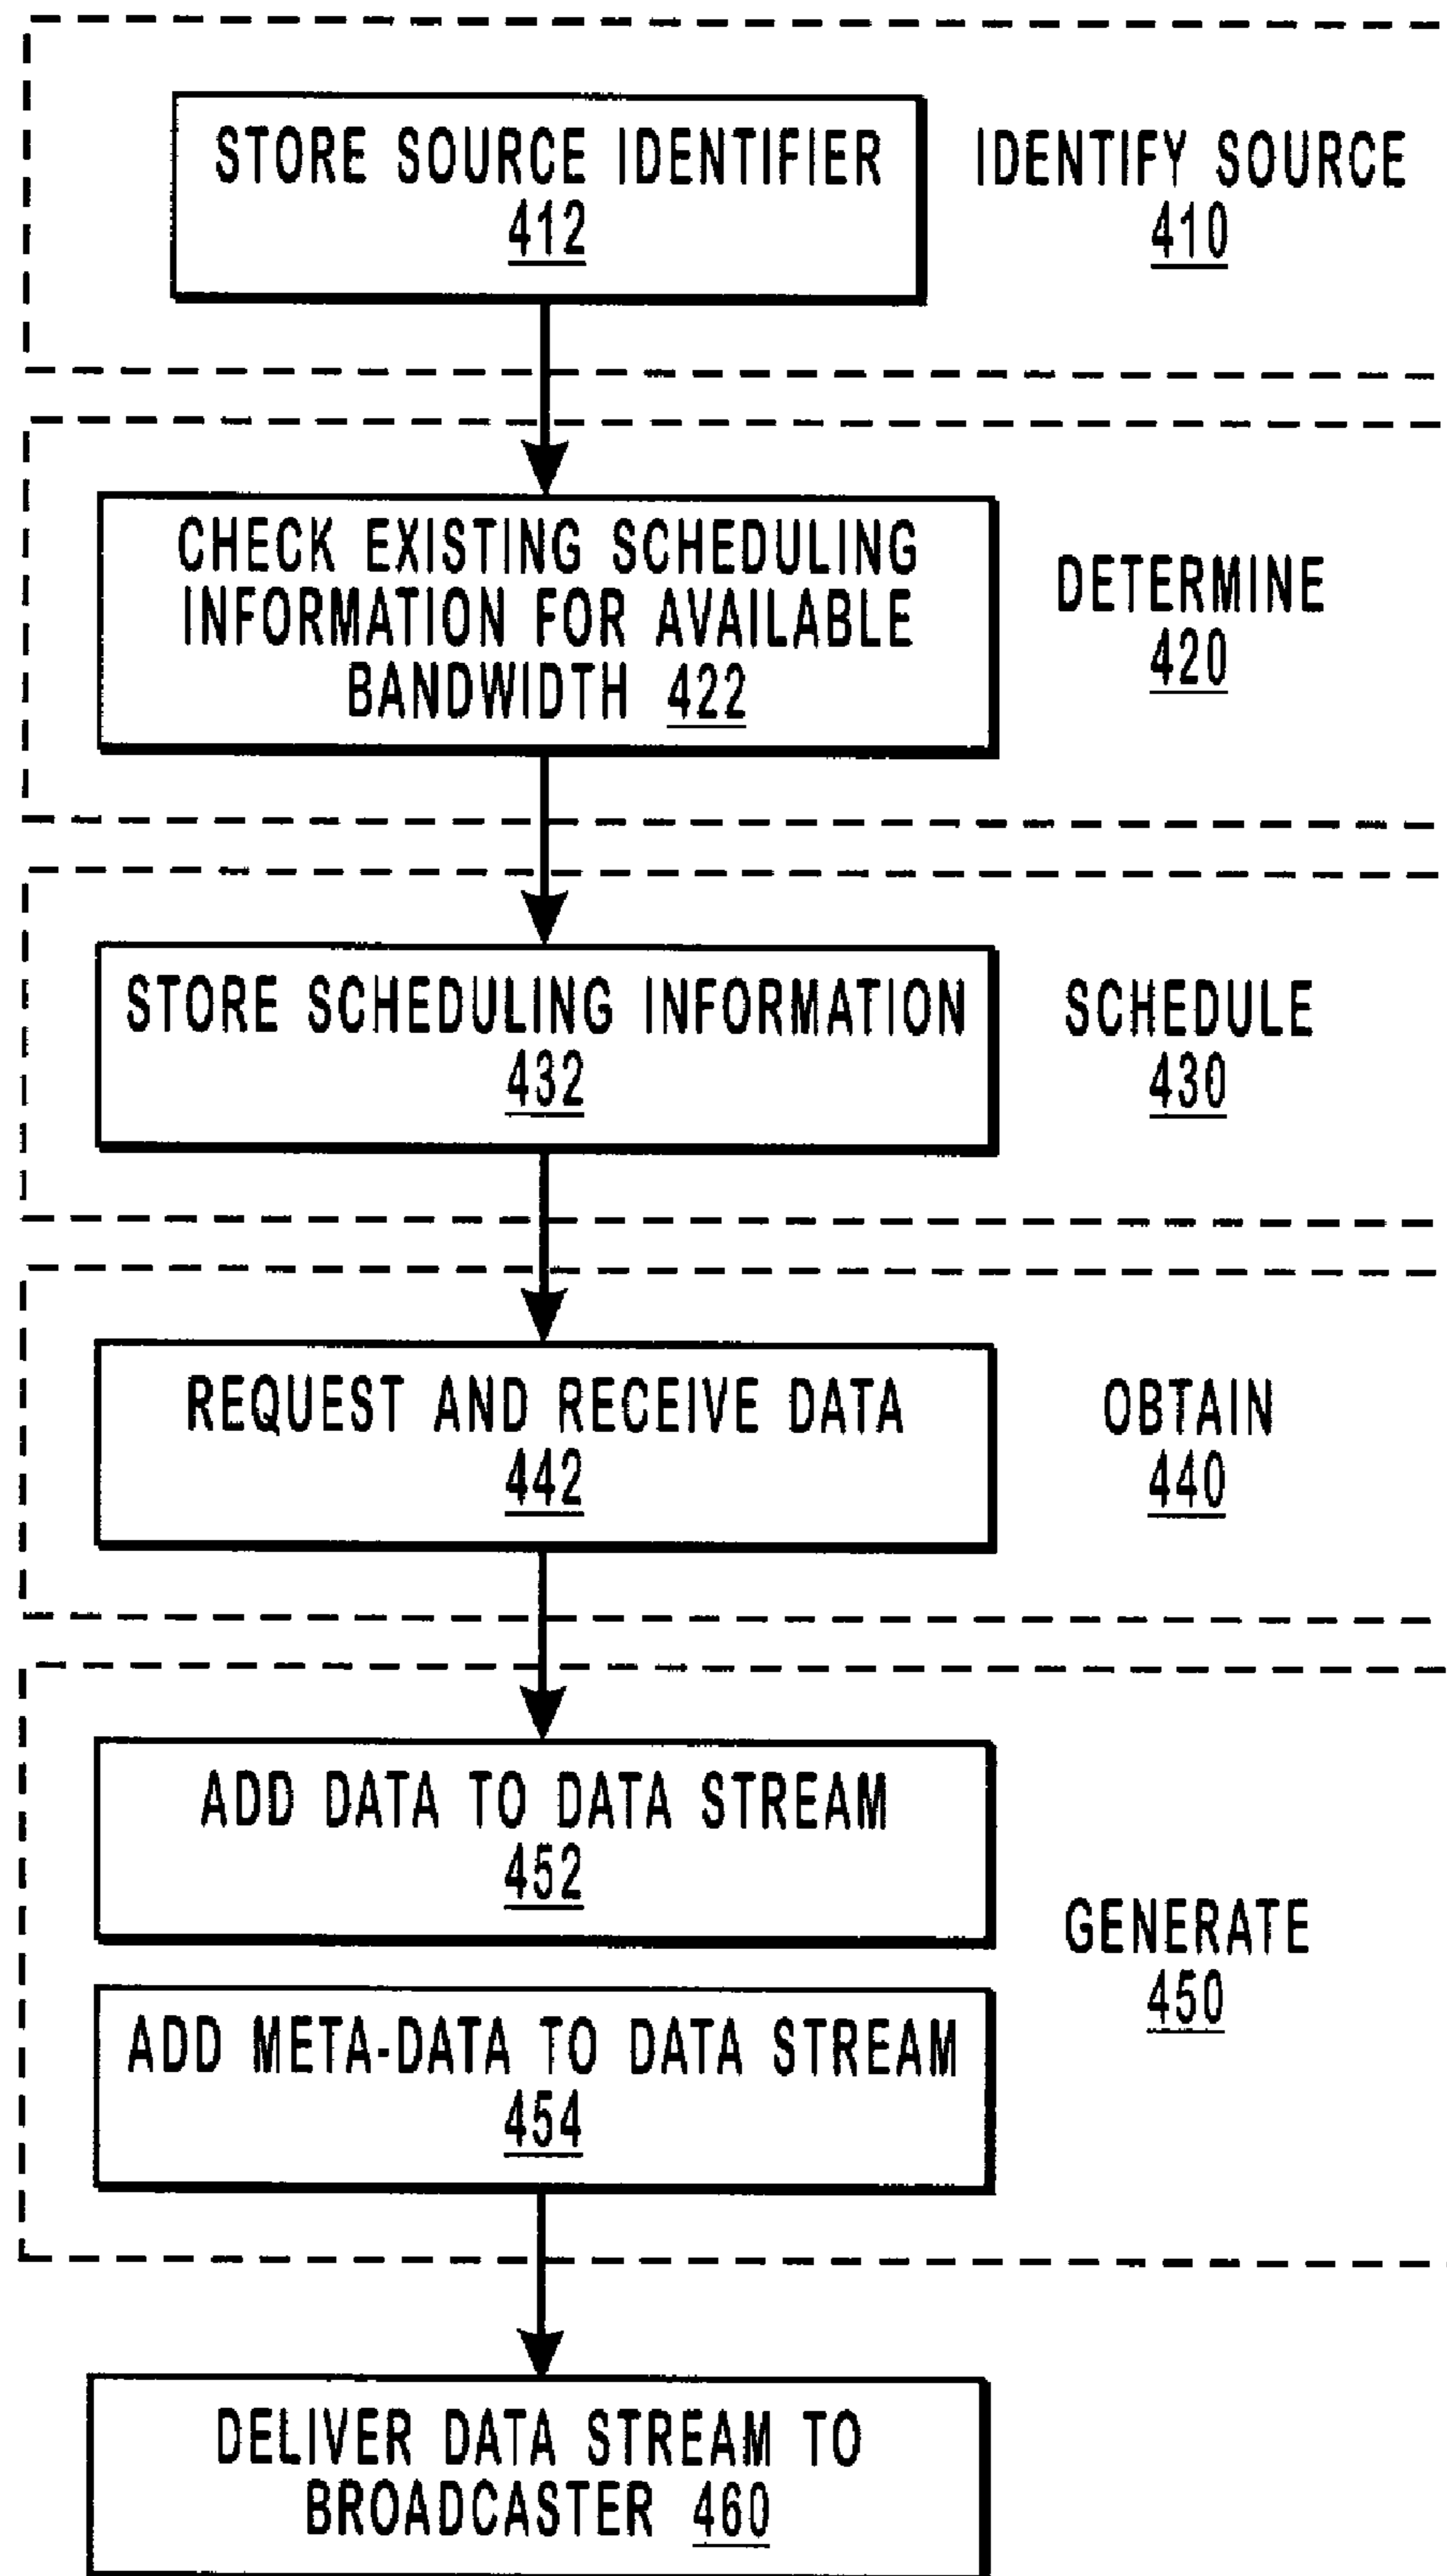 STORE SOURCE IDENTIFIER
412
IDENTIFY SOURCE
410
CHECK EXISTING SCHEDULING
INFORMATION FOR AVAILABLE
BANDWIDTH 422
DETERMINE
420
STORE SCHEDULING INFORMATION
432
SCHEDULE
430
REQUEST AND RECEIVE DATA
442
OBTAIN
440
ADD DATA TO DATA STREAM
452
ADD META-DATA TO DATA STREAM
454
GENERATE
450
DELIVER DATA STREAM TO
BROADCASTER 460